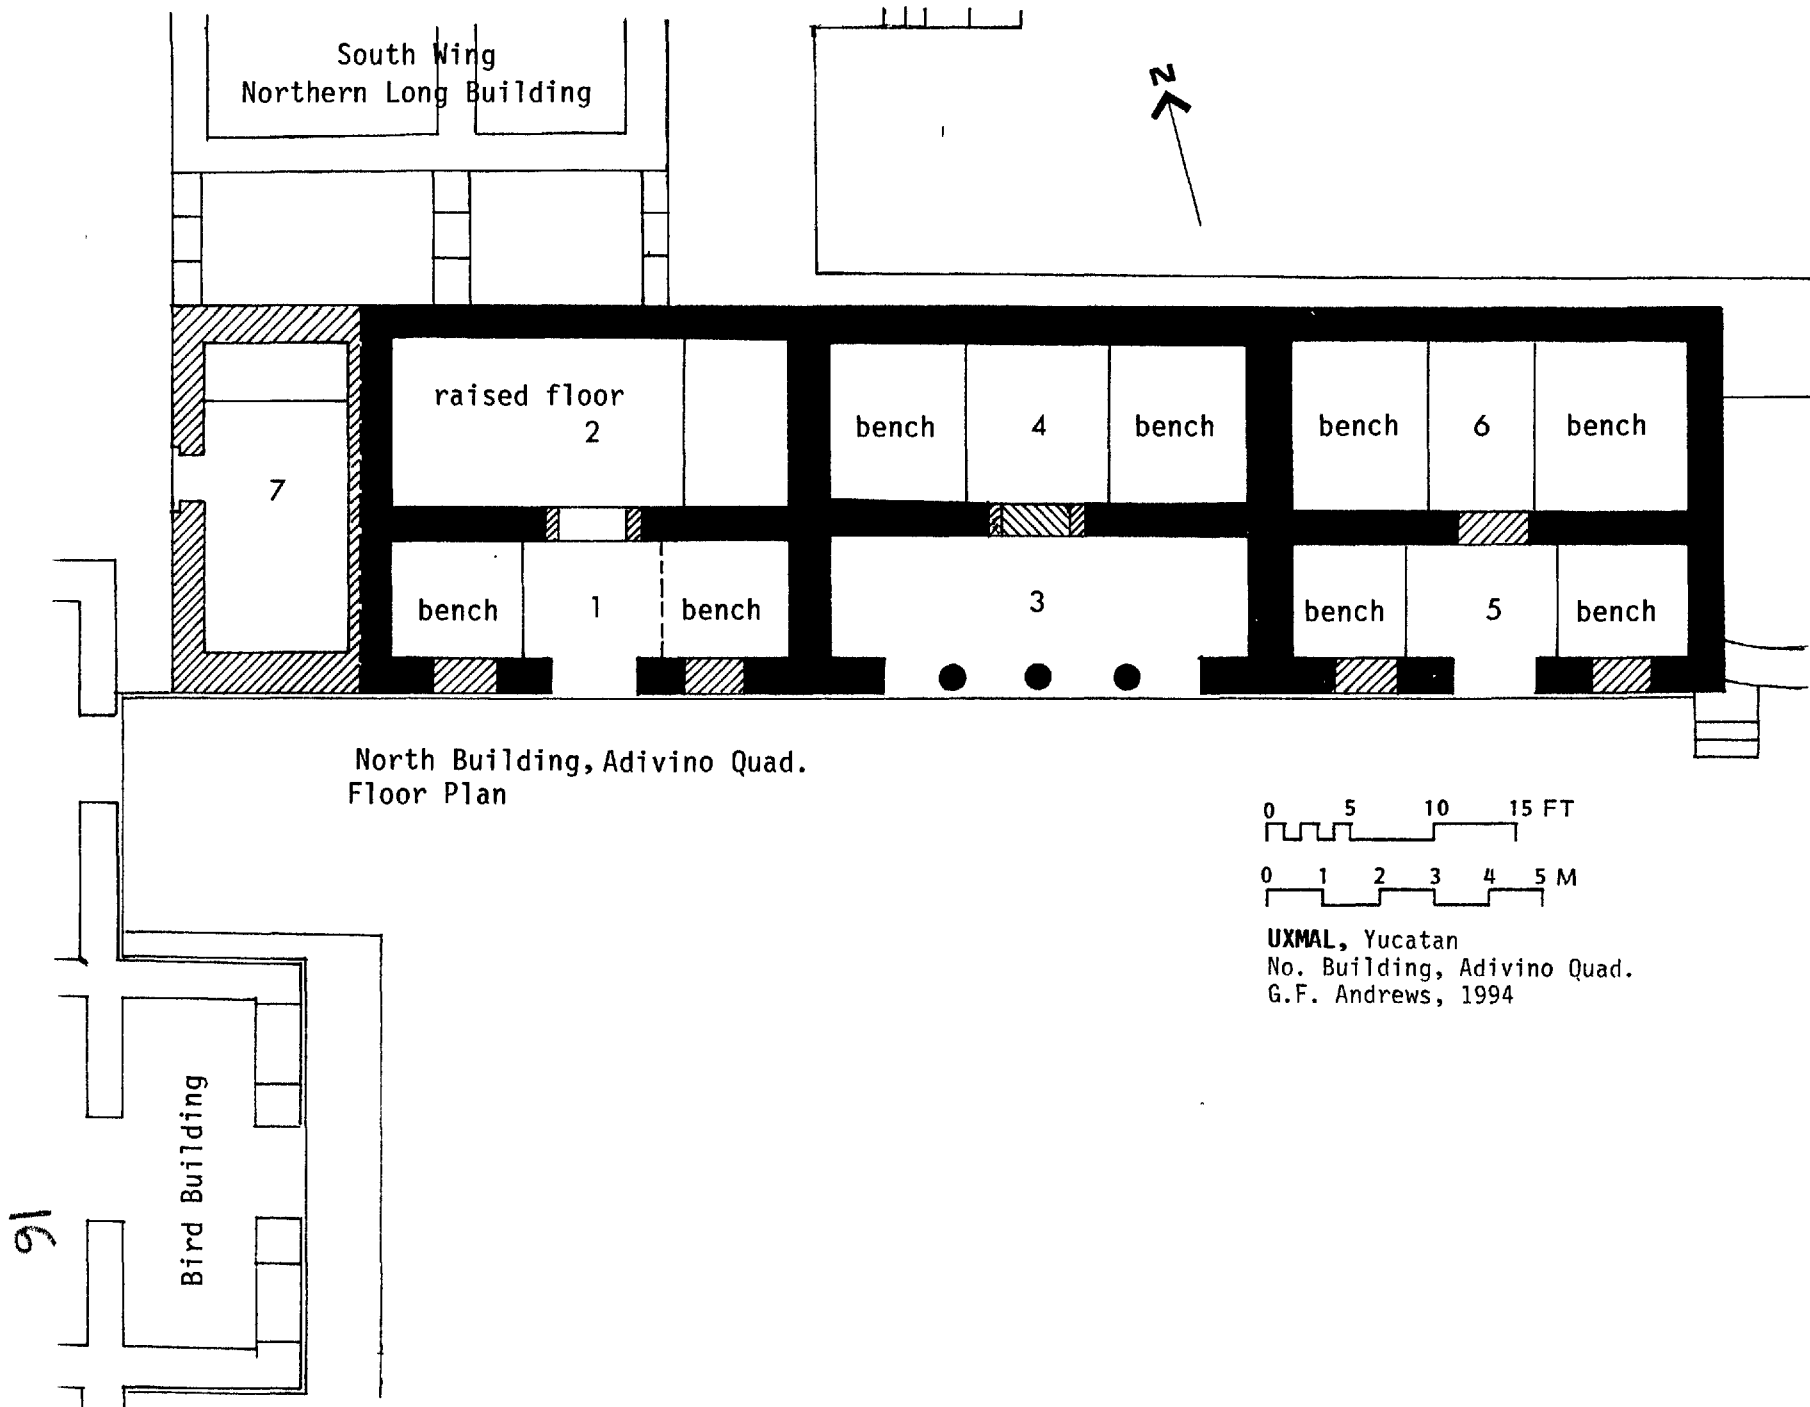 South Wing
Northern Long Building
N
raised floor
2
bench
4
bench
bench
6
bench
7
bench
1
bench
3
bench
5
bench
North Building, Adivino Quad.
Floor Plan
0 5 10 15 FT
0 1 2 3 4 5 M
UXMAL, Yucatan
No. Building, Adivino Quad.
G.F. Andrews, 1994
Bird Building
91